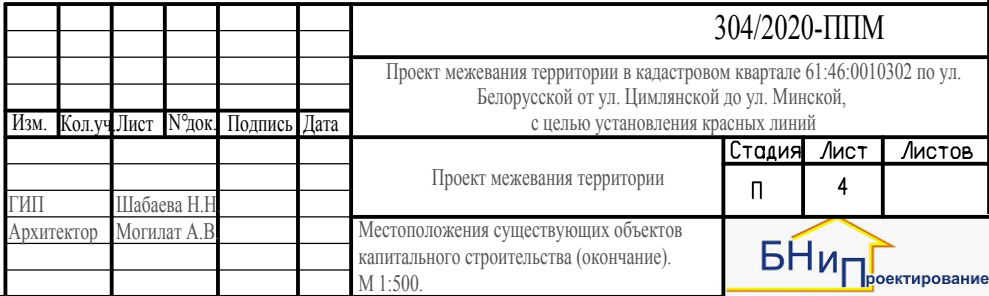 304/2020-ППМ
Проект межевания территории в кадастровом квартале 61:46:0010302 по ул.
Белорусской от ул. Цимлянской до ул. Минской,
с целью установления красных линий
Изм. Кол.уч. Лист N°док. Подпись Дата
Стадия Лист Листов
Проект межевания территории
П 4
ГИП Шабаева Н.Н
Архитектор Могилат А.В.
Местоположения существующих объектов
капитального строительства (окончание).
М 1:500.
БНиПроектирование